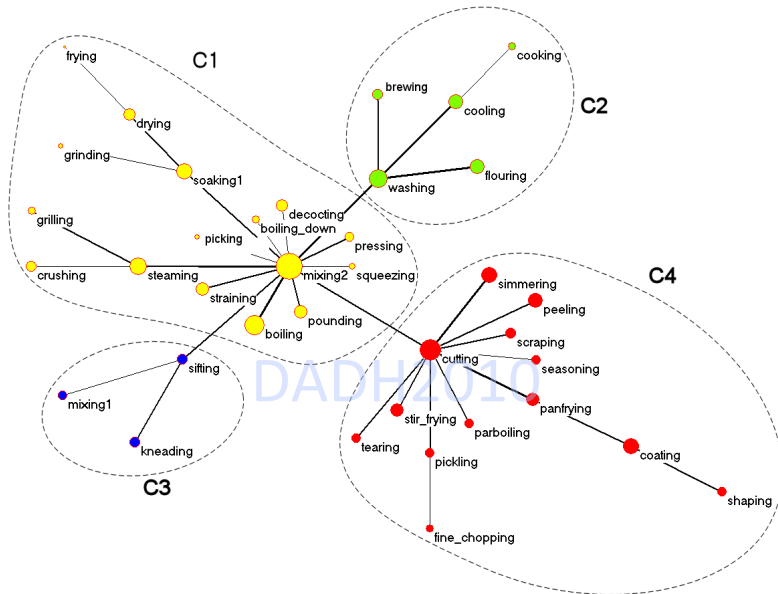 frying
C1
drying
grinding
soaking1
grilling
decocting
boiling_down
picking
pressing
crushing
steaming
mixing2
squeezing
straining
pounding
boiling
cooking
brewing
cooling
C2
washing
flouring
sifting
mixing1
kneading
C3
C4
simmering
peeling
scraping
cutting
seasoning
DADH2010
panfrying
stir_frying
parboiling
tearing
pickling
coating
shaping
fine_chopping